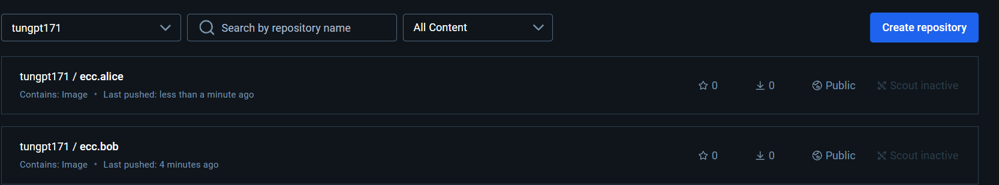 tungpt171 Search by repository name All Content Create repository
tungpt171 / ecc.alice
Contains: Image • Last pushed: less than a minute ago
0 0 Public Scout inactive
tungpt171 / ecc.bob
Contains: Image • Last pushed: 4 minutes ago
0 0 Public Scout inactive